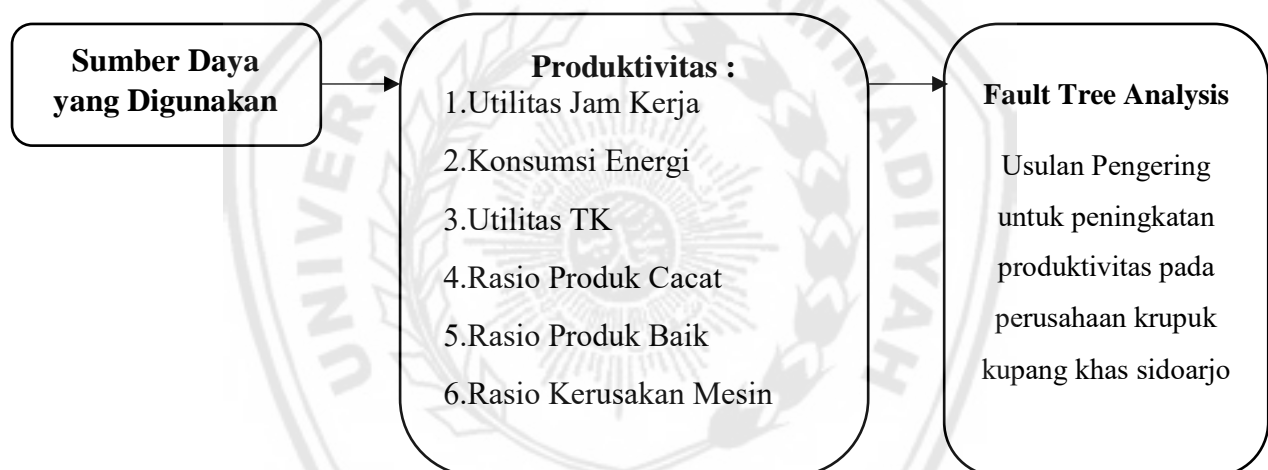 Sumber Daya
yang Digunakan
Produktivitas :
1.Utilitas Jam Kerja
2.Konsumsi Energi
3.Utilitas TK
4.Rasio Produk Cacat
5.Rasio Produk Baik
6.Rasio Kerusakan Mesin
Fault Tree Analysis
Usulan Pengering
untuk peningkatan
produktivitas pada
perusahaan krupuk
kupang khas sidoarjo